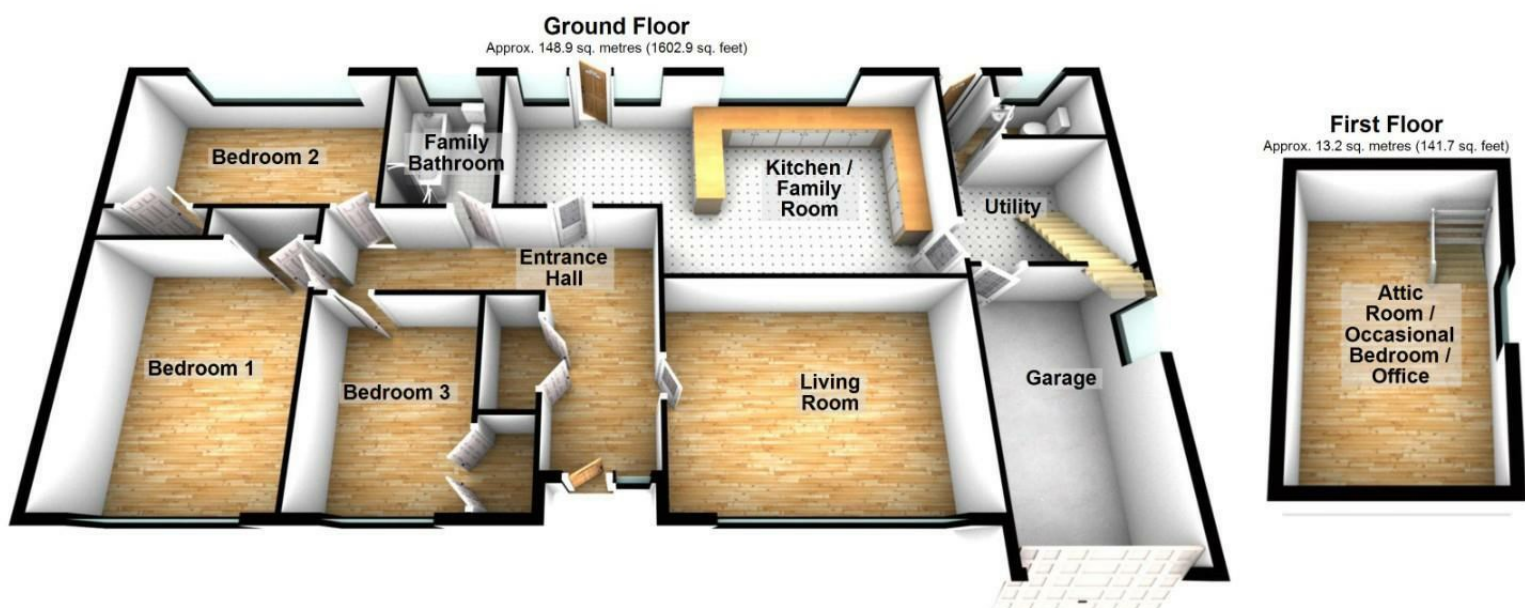 Ground Floor
Approx. 148.9 sq. metres (1602.9 sq. feet)
Bedroom 2
Family
Bathroom
Kitchen /
Family
Room
Utility
Entrance
Hall
Bedroom 1
Bedroom 3
Living
Room
Garage
First Floor
Approx. 13.2 sq. metres (141.7 sq. feet)
Attic
Room /
Occasional
Bedroom /
Office